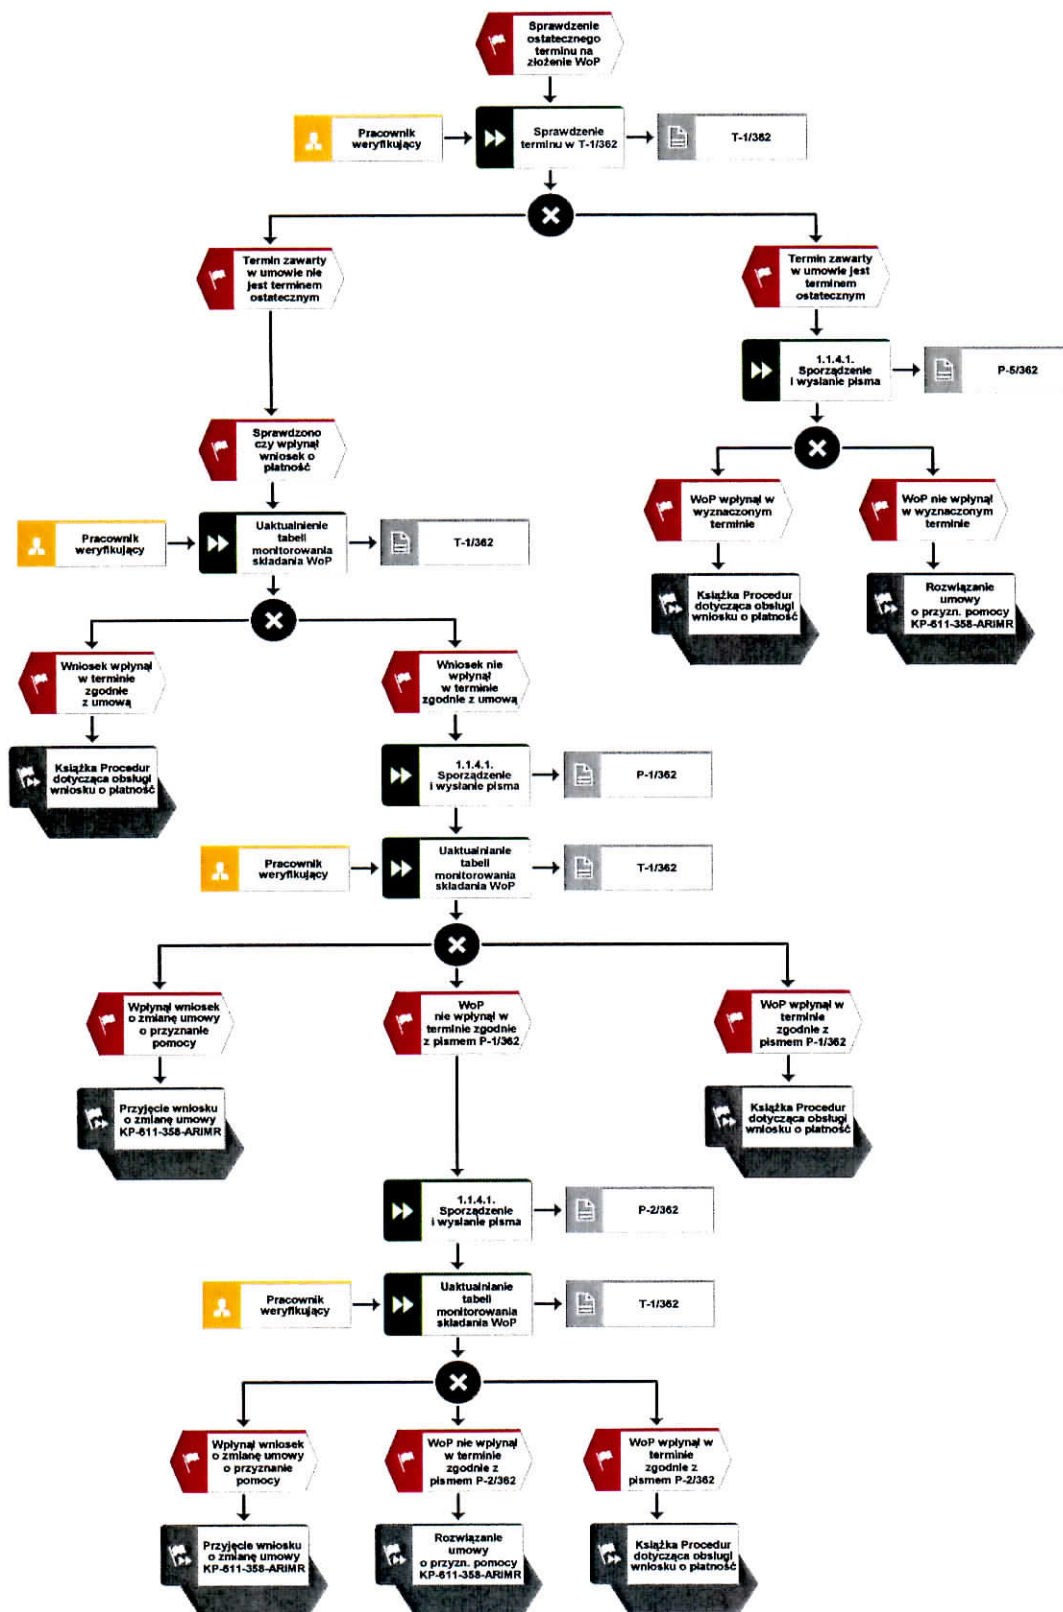 Sprawdzenie
ostatecznego
terminu na
złożenie WoP
Pracownik
weryfikujący
Sprawdzenie
terminu w T-1/362
T-1/362
Termin zawarty
w umowie nie
jest terminem
ostatecznym
Termin zawarty
w umowie jest
terminem
ostatecznym
1.1.4.1.
Sporządzenie
i wysłanie pisma
P-5/362
Sprawdzono
czy wpłynął
wniosek o
płatność
WoP wpłynął w
wyznaczonym
terminie
WoP nie wpłynął
w wyznaczonym
terminie
Pracownik
weryfikujący
Uaktualnienie
tabeli
monitorowania
składania WoP
T-1/362
Książka Procedur
dotycząca obsługi
wniosku o płatność
Rozwiązanie
umowy
o przyzn. pomocy
KP-611-358-ARiMR
Wniosek wpłynął
w terminie
zgodnie
z umową
Wniosek nie
wpłynął
w terminie
zgodnie z umową
Książka Procedur
dotycząca obsługi
wniosku o płatność
1.1.4.1.
Sporządzenie
i wysłanie pisma
P-1/362
Pracownik
weryfikujący
Uaktualnianie
tabeli
monitorowania
składania WoP
T-1/362
Wpłynął wniosek
o zmianę umowy
o przyznanie
pomocy
WoP
nie wpłynął w
terminie zgodnie
z pismem P-1/362
WoP wpłynął w
terminie
zgodnie z
pismem P-1/362
Przyjęcie wniosku
o zmianę umowy
KP-611-358-ARIMR
Książka Procedur
dotycząca obsługi
wniosku o płatność
1.1.4.1.
Sporządzenie
i wysłanie pisma
P-2/362
Pracownik
weryfikujący
Uaktualnianie
tabeli
monitorowania
składania WoP
T-1/362
Wpłynął wniosek
o zmianę umowy
o przyznanie
pomocy
WoP nie wpłynął
w terminie
zgodnie z
pismem P-2/362
WoP wpłynął w
terminie
zgodnie z
pismem P-2/362
Przyjęcie wniosku
o zmianę umowy
KP-611-358-ARIMR
Rozwiązanie
umowy
o przyzn. pomocy
KP-611-358-ARIMR
Książka Procedur
dotycząca obsługi
wniosku o płatność